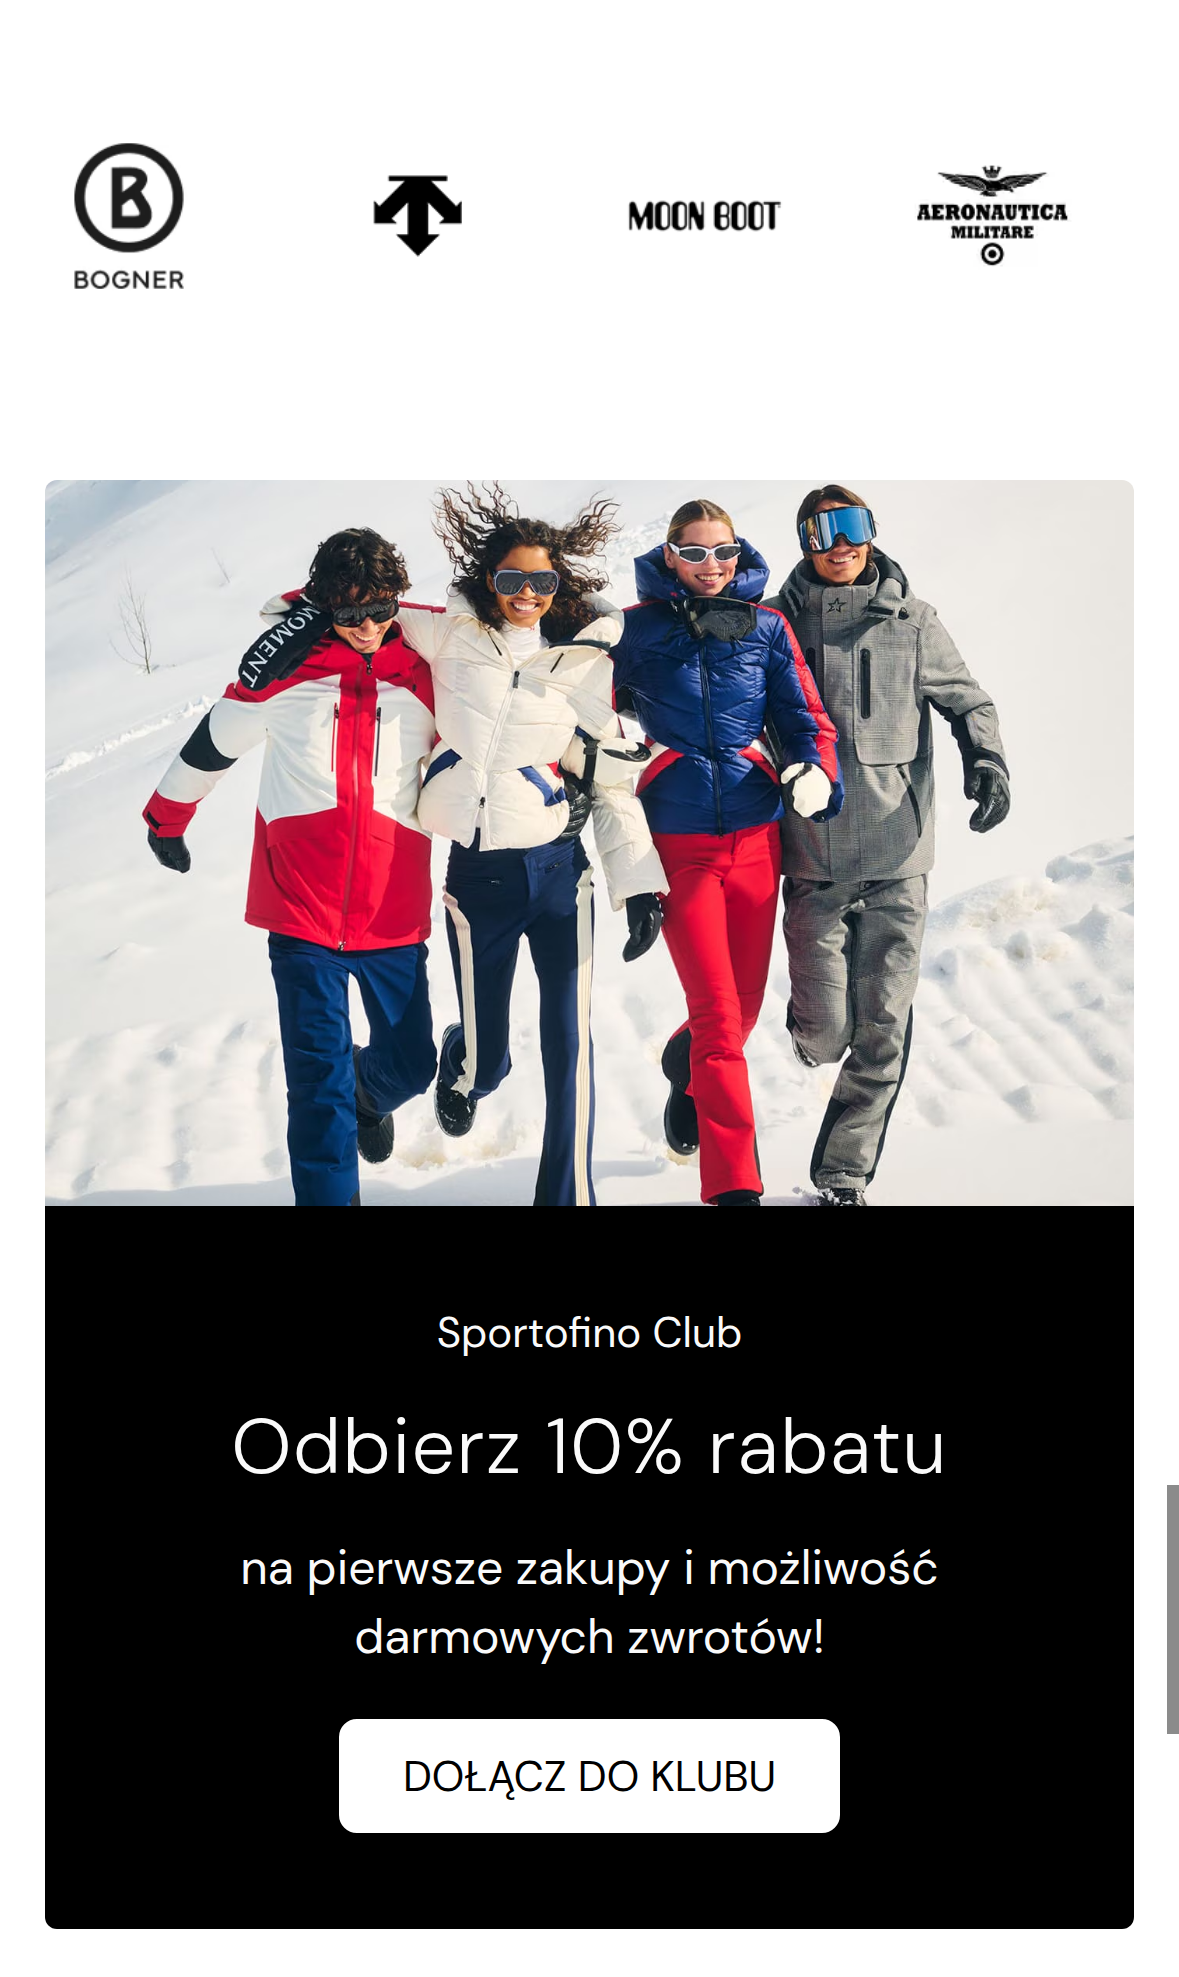 BOGNER
MOON BOOT
AERONAUTICA
MILITARE
MOMENT
Sportofino Club
Odbierz 10% rabatu
na pierwsze zakupy i możliwość
darmowych zwrotów!
DOŁĄCZ DO KLUBU